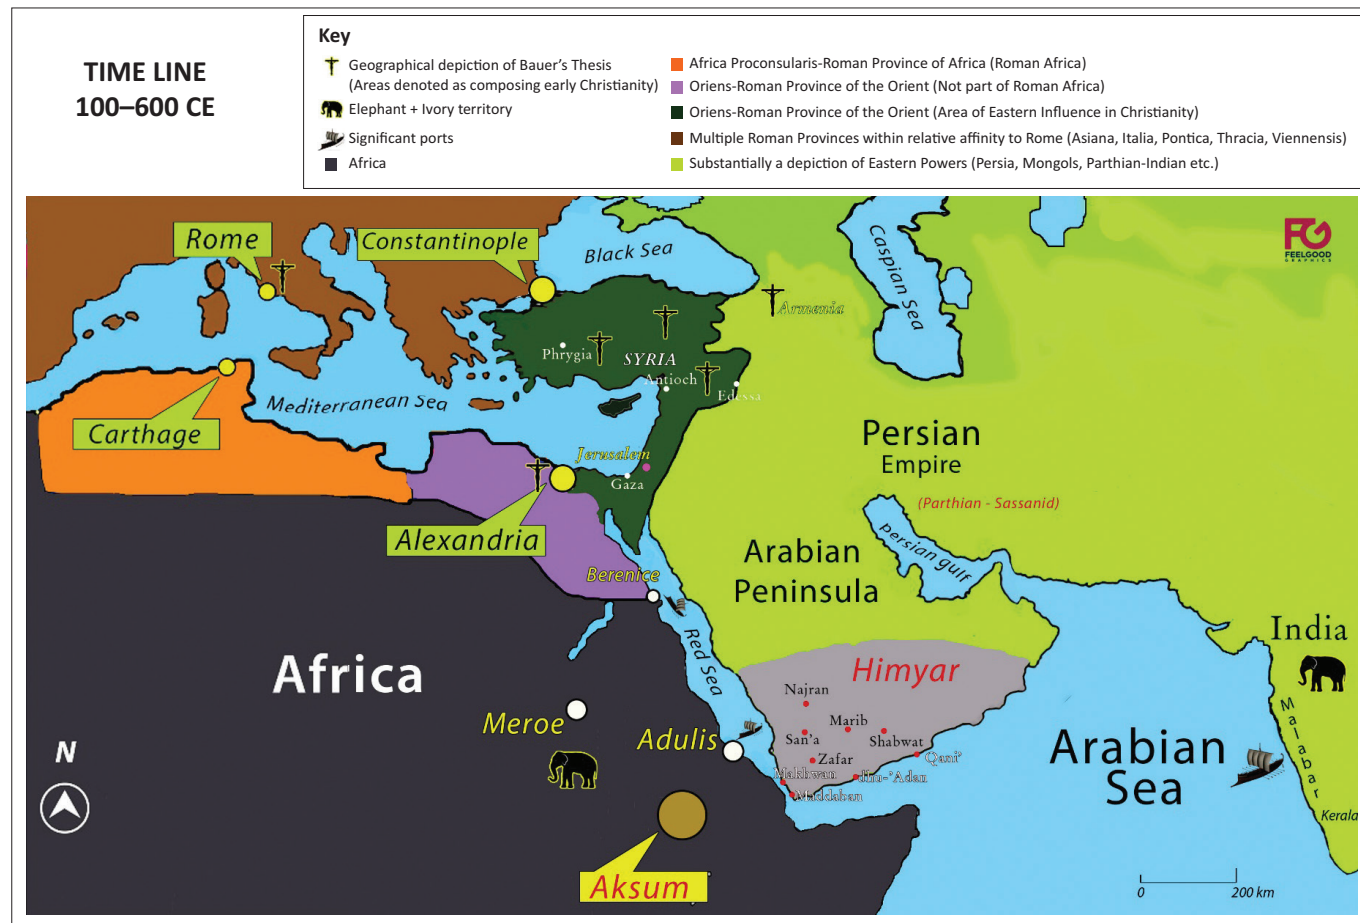 TIME LINE
100–600 CE
Key
Geographical depiction of Bauer's Thesis
(Areas denoted as composing early Christianity)
Elephant + Ivory territory
Significant ports
Africa
Africa Proconsularis-Roman Province of Africa (Roman Africa)
Oriens-Roman Province of the Orient (Not part of Roman Africa)
Oriens-Roman Province of the Orient (Area of Eastern Influence in Christianity)
Multiple Roman Provinces within relative affinity to Rome (Asiana, Italia, Pontica, Thracia, Viennensis)
Substantially a depiction of Eastern Powers (Persia, Mongols, Parthian-Indian etc.)
Rome
Constantinople
Black Sea
Caspian Sea
FG
FEELGOOD
GRAPHICS
Armenia
Phrygia
SYRIA
Antioch
Edessa
Mediterranean Sea
Carthage
Jerusalem
Gaza
Persian
Empire
(Parthian - Sassanid)
Alexandria
persian gulf
Arabian
Peninsula
Berenice
Red Sea
India
Africa
Himyar
Najran
Meroe
Adulis
Marib
San'a
Shabwat
Zafar
Qani'
Makhwan
dhu-'Adan
Maddaban
Arabian
Sea
Malabar
Kerala
N
Aksum
0
200 km